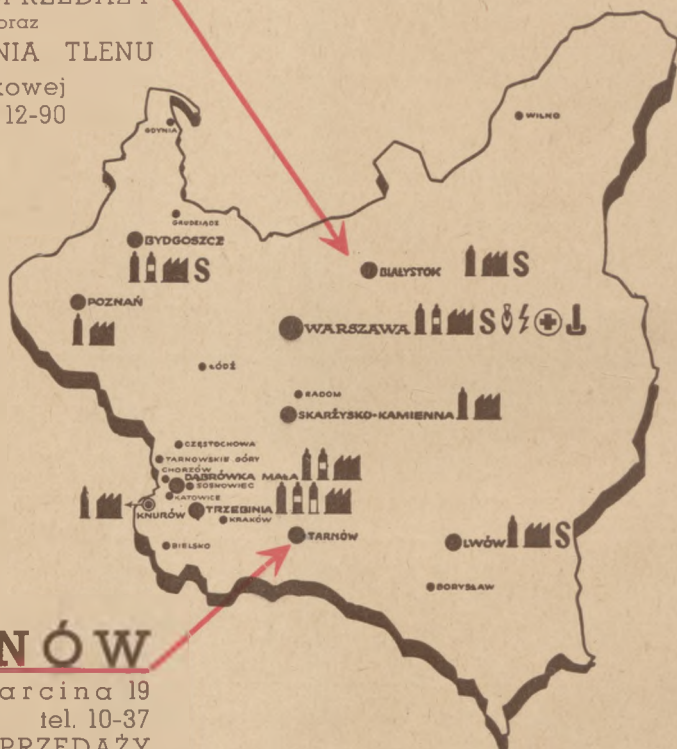 PRZEDAŻY
oraz
NIA TLENU
kowej
12-90
GDYNIA
WILNO
GRUDZIĄDZ
BYDGOSZCZ
S
BIAŁYSTOK
S
POZNAŃ
WARSZAWA
S
ŁÓDŹ
RADOM
SKARŻYSKO-KAMIENNA
CZĘSTOCHOWA
TARNOWSKIE GÓRY
CHORZÓW
DĄBRÓWKA MAŁA
SOSNOWIEC
KATOWICE
TRZEBINIA
KNURÓW
KRAKÓW
TARNÓW
BIELSKO
LWÓW
S
BORYSŁAW
NÓW
arcina 19
tel. 10-37
PRZEDAŻY